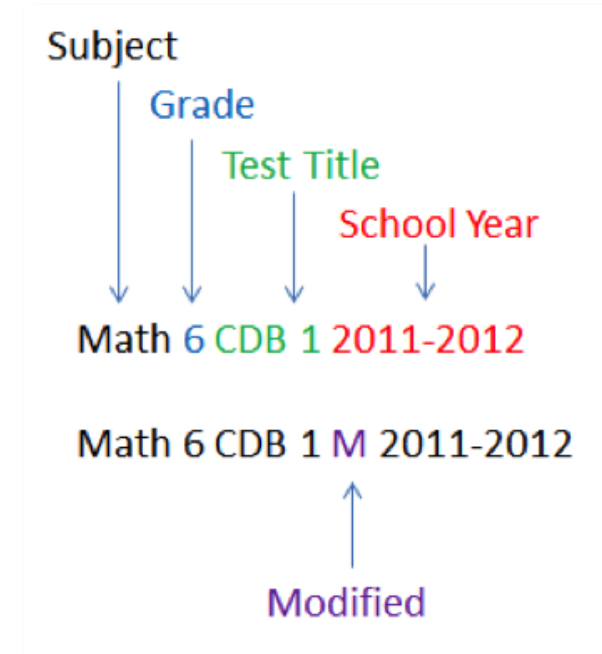 Subject
Grade
Test Title
School Year
Math 6 CDB 1 2011-2012
Math 6 CDB 1 M 2011-2012
Modified